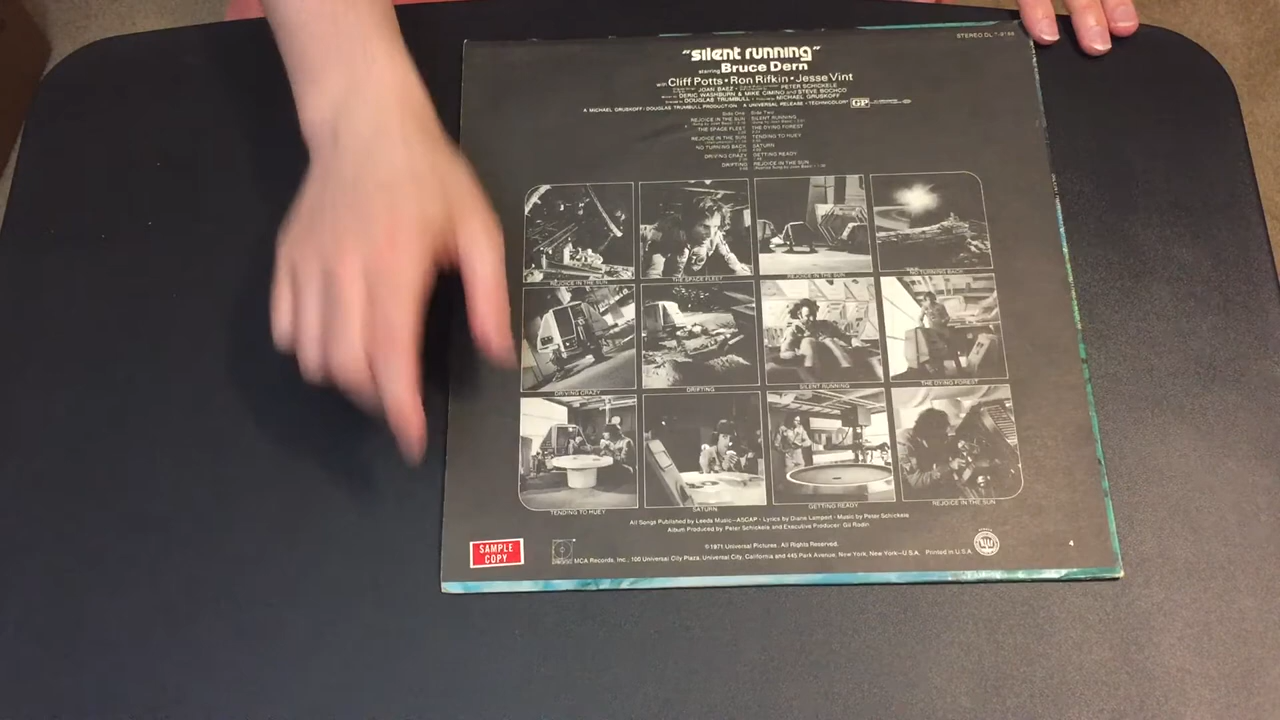 STEREO DL
"silent running"
starring Bruce Dern
with Cliff Potts • Ron Rifkin • Jesse Vint
JOAN BAEZ • PETER SCHICKELE
DERIC WASHBURN & MIKE CIMINO and STEVE BOCHCO
DOUGLAS TRUMBULL • MICHAEL GRUSKOFF
A MICHAEL GRUSKOFF/DOUGLAS TRUMBULL PRODUCTION A UNIVERSAL RELEASE • TECHNICOLOR® GP
Side One
REJOICE IN THE SUN
THE SPACE FLEET
REJOICE IN THE SUN
NO TURNING BACK
DRIVING CRAZY
DRIFTING
Side Two
SILENT RUNNING
THE DYING FOREST
TENDING TO HUEY
SATURN
GETTING READY
REJOICE IN THE SUN
REJOICE IN THE SUN
THE SPACE FLEET
REJOICE IN THE SUN
NO TURNING BACK
DRIVING CRAZY
DRIFTING
SILENT RUNNING
THE DYING FOREST
TENDING TO HUEY
SATURN
GETTING READY
REJOICE IN THE SUN
All Songs Published by Leeds Music—ASCAP • Lyrics by Diane Lampert • Music by Peter Schickele
Album Produced by Peter Schickele and Executive Producer: Gil Rodin
©1971 Universal Pictures. All Rights Reserved.
SAMPLE
COPY
MCA Records, Inc., 100 Universal City Plaza, Universal City, California and 445 Park Avenue, New York, New York—U.S.A. Printed in U.S.A.
4